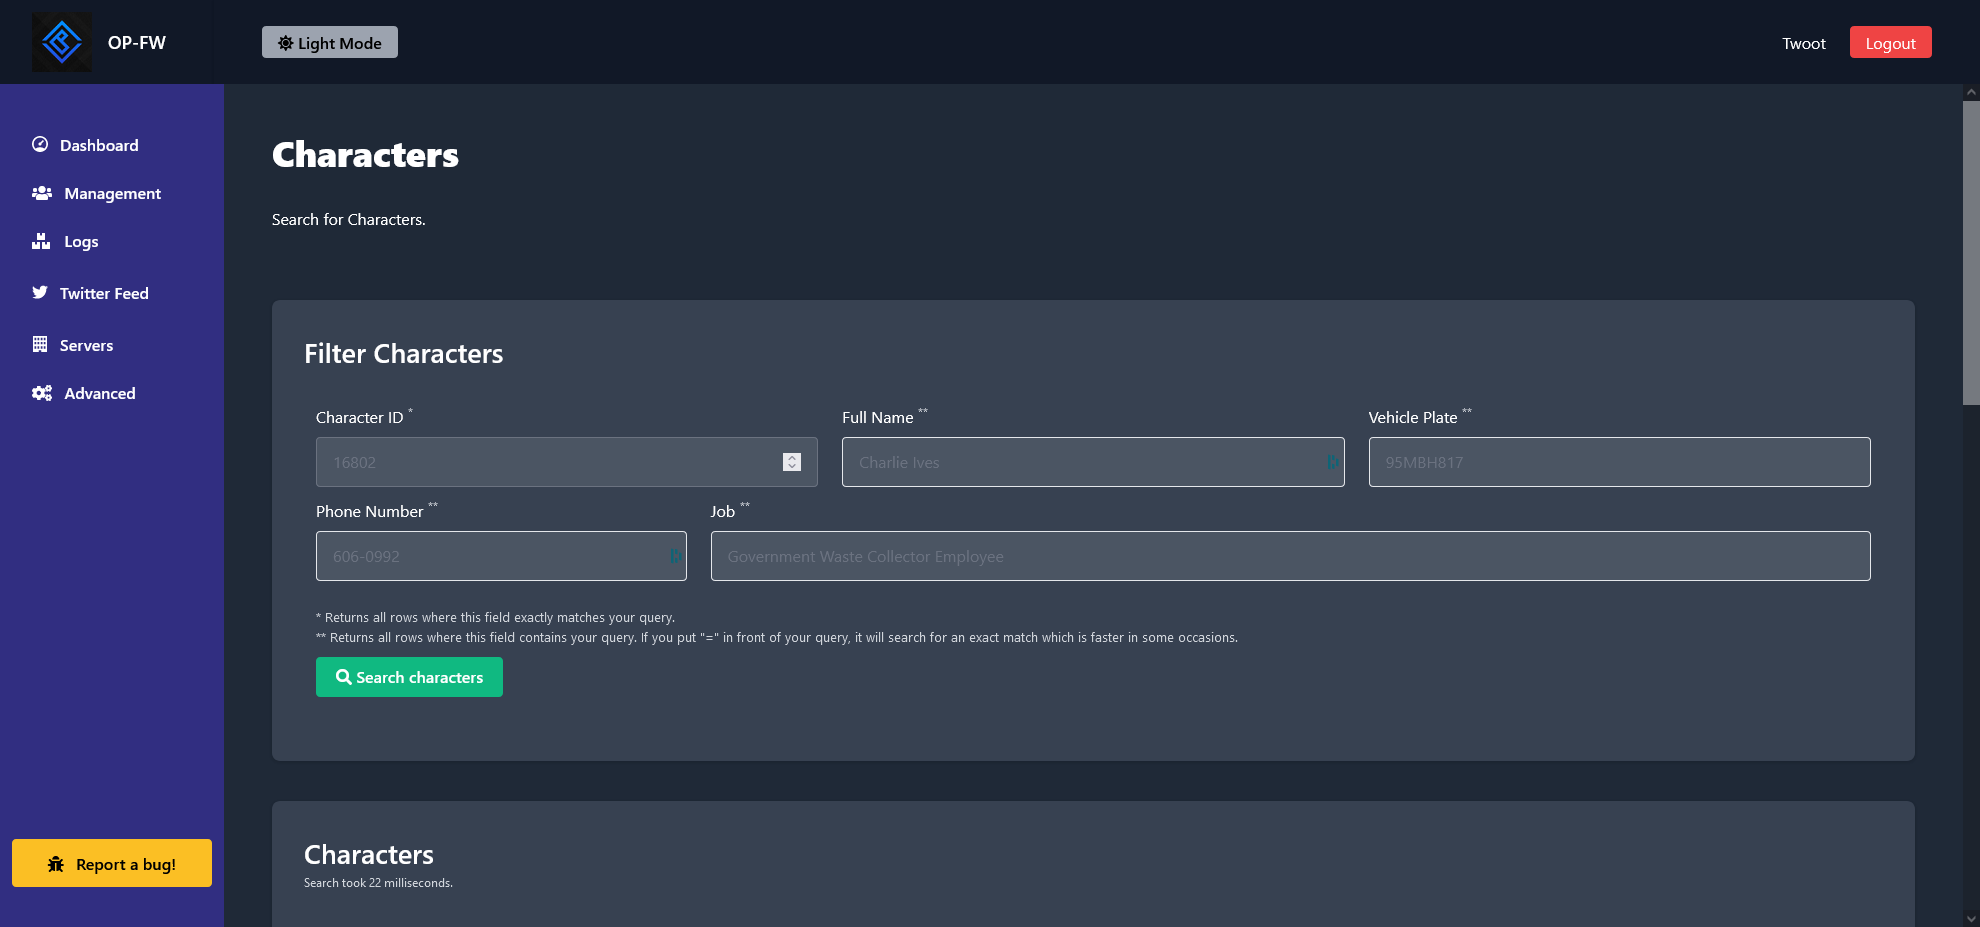 OP-FW
Light Mode
Twoot
Logout
Dashboard
Management
Logs
Twitter Feed
Servers
Advanced
Report a bug!
Characters
Search for Characters.
Filter Characters
Character ID *
Full Name **
Vehicle Plate **
16802
Charlie Ives
95MBH817
Phone Number **
Job **
606-0992
Government Waste Collector Employee
* Returns all rows where this field exactly matches your query.
** Returns all rows where this field contains your query. If you put "=" in front of your query, it will search for an exact match which is faster in some occasions.
Search characters
Characters
Search took 22 milliseconds.